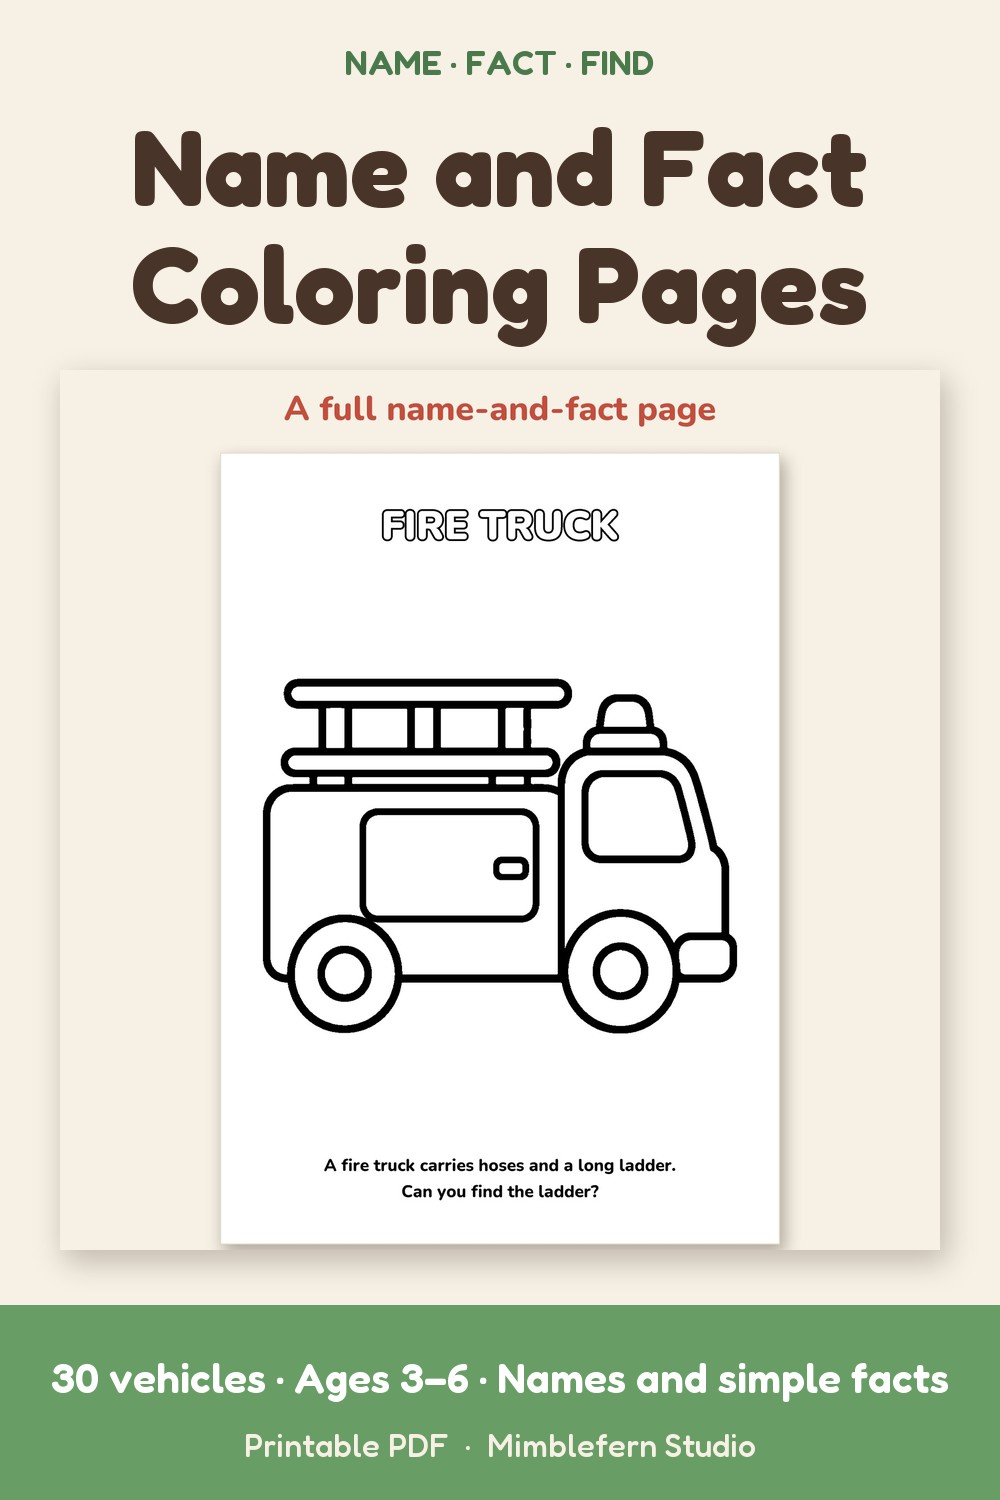 NAME · FACT · FIND
Name and Fact
Coloring Pages
A full name-and-fact page
FIRE TRUCK
A fire truck carries hoses and a long ladder.
Can you find the ladder?
30 vehicles · Ages 3–6 · Names and simple facts
Printable PDF · Mimblefern Studio